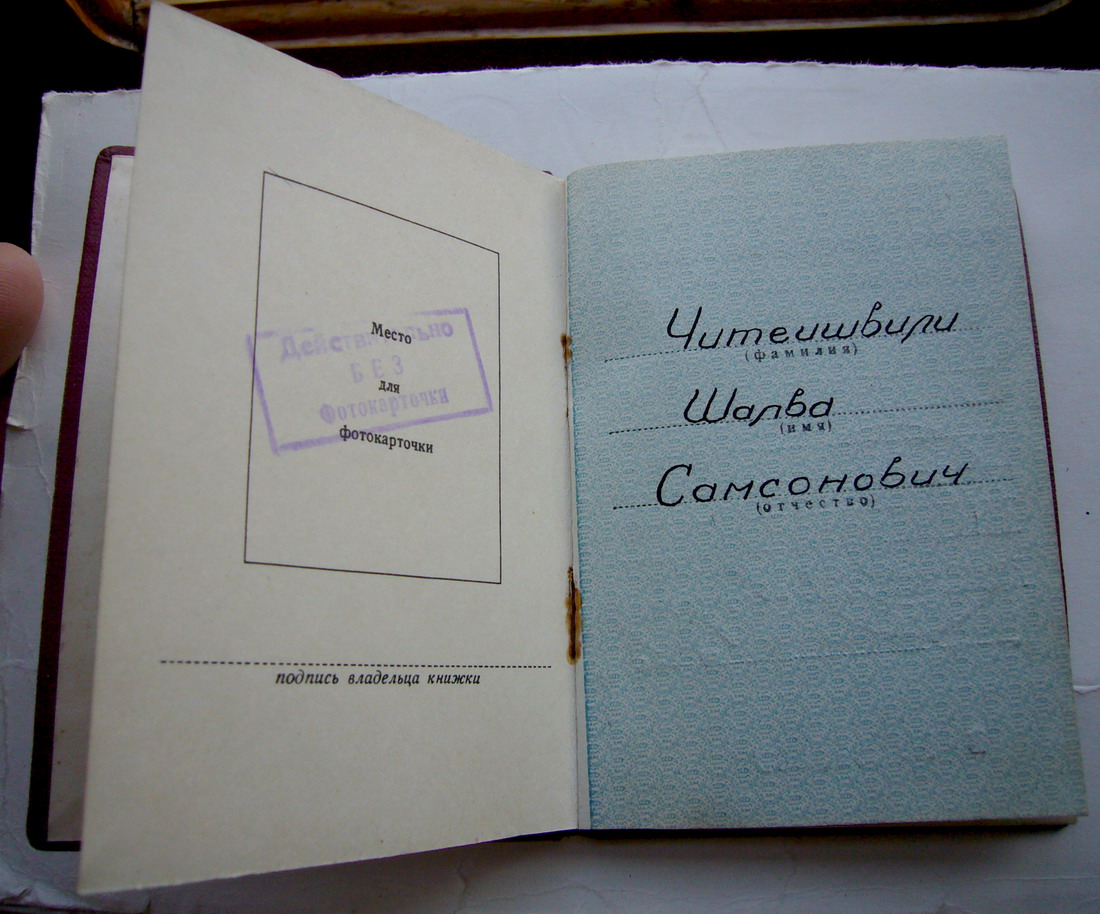 Место
для
фотокарточки
Действительно
БЕЗ
Фотокарточки
подпись владельца книжки
Читеишвили
(фамилия)
Шалва
(имя)
Самсонович
(отчество)